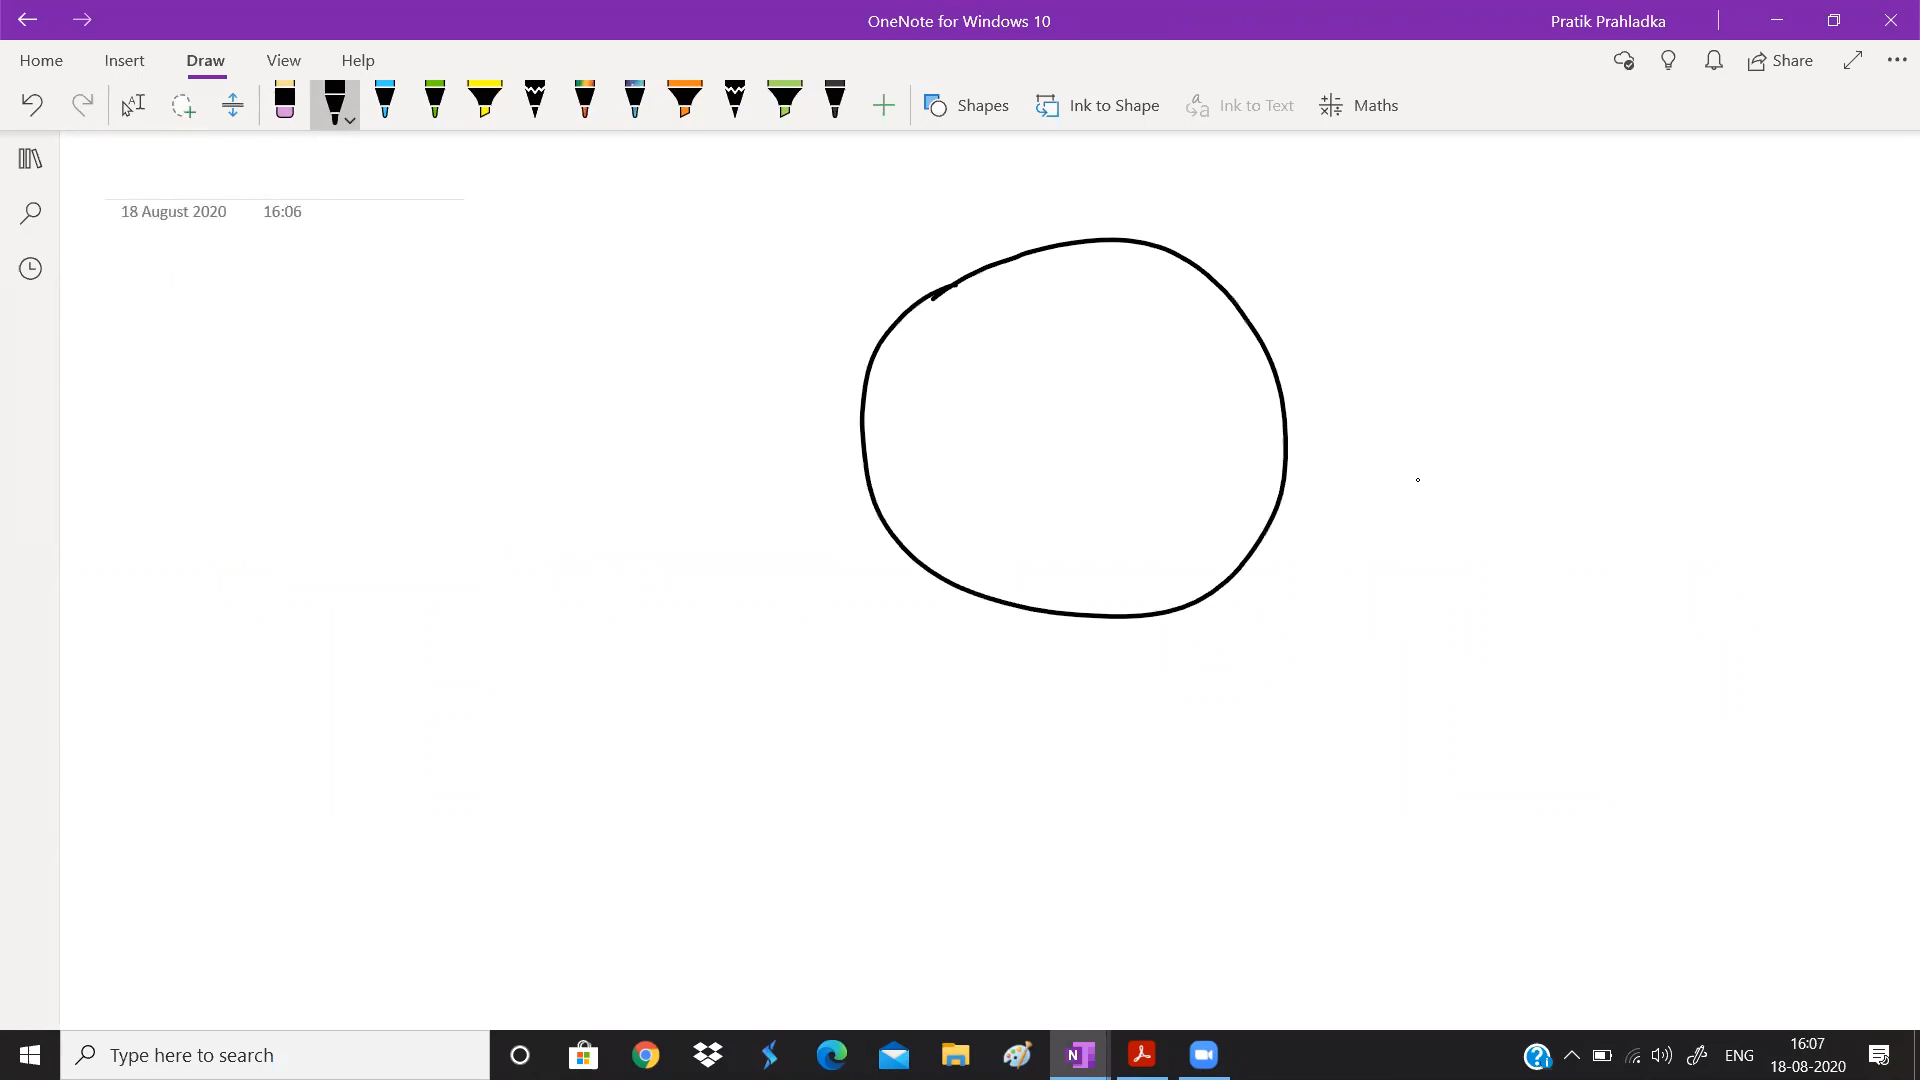 OneNote for Windows 10
Pratik Prahladka
Home Insert Draw View Help
Share
Shapes Ink to Shape Ink to Text Maths
18 August 2020 16:06
Type here to search
ENG
16:07
18-08-2020